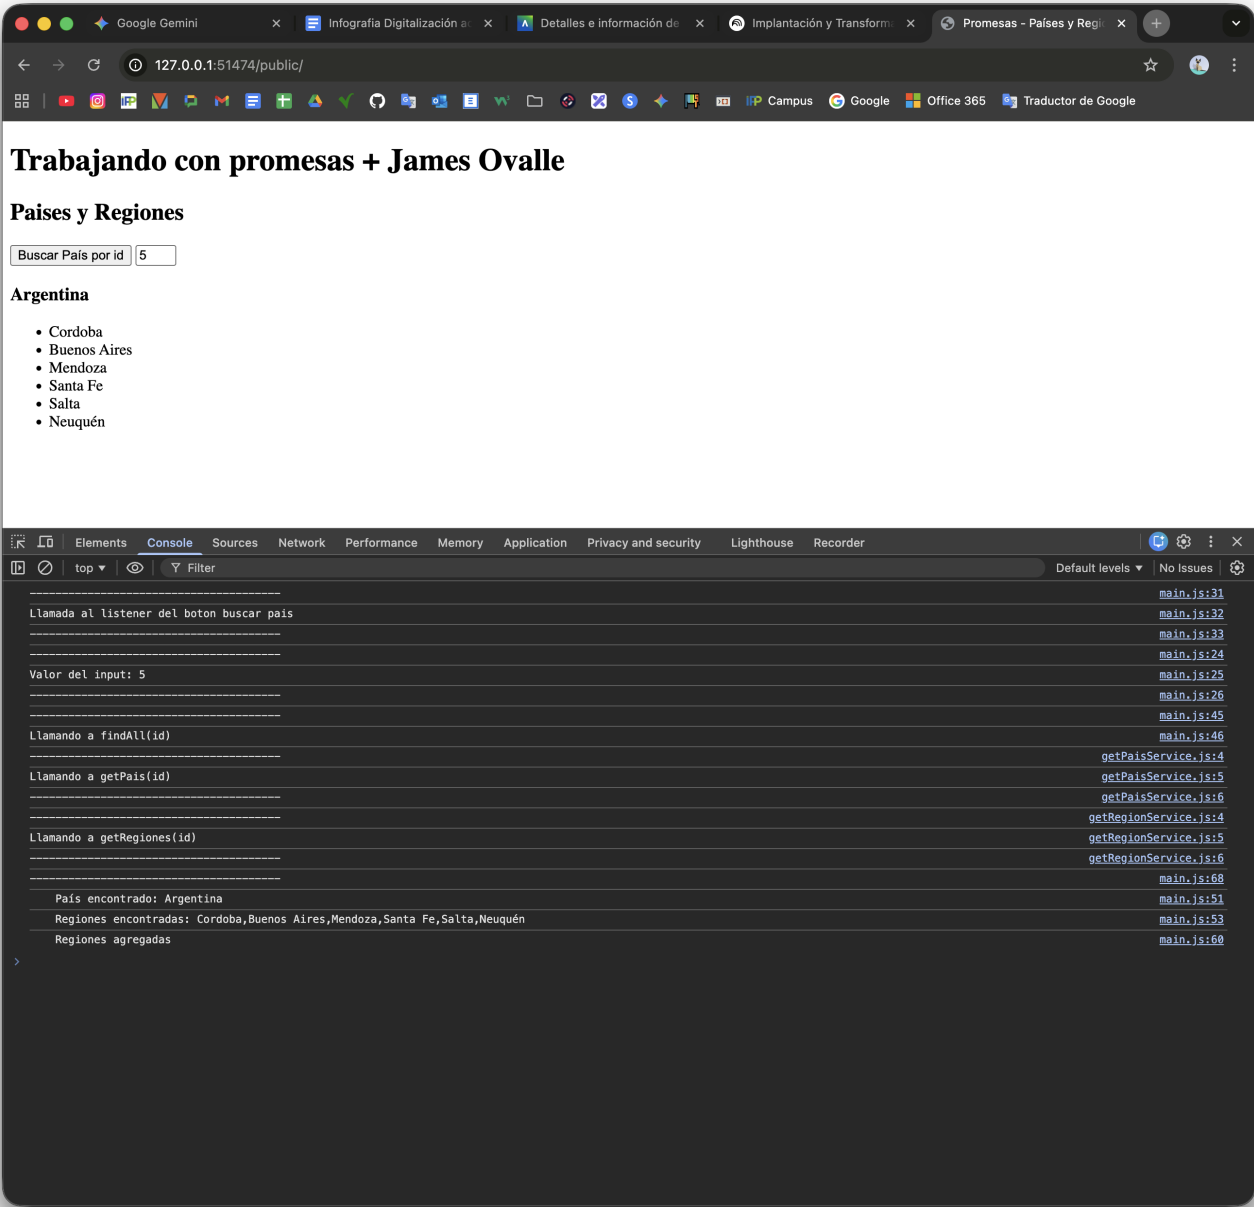 Google Gemini
Infografia Digitalización a
Detalles e información de
Implantación y Transform
Promesas - Países y Regi
127.0.0.1:51474/public/
Campus
Google
Office 365
Traductor de Google
Trabajando con promesas + James Ovalle
Paises y Regiones
Buscar País por id 5
Argentina
Cordoba
Buenos Aires
Mendoza
Santa Fe
Salta
Neuquén
Elements Console Sources Network Performance Memory Application Privacy and security Lighthouse Recorder
top Filter Default levels No Issues
--------------------------------------- main.js:31
Llamada al listener del boton buscar pais main.js:32
--------------------------------------- main.js:33
--------------------------------------- main.js:24
Valor del input: 5 main.js:25
--------------------------------------- main.js:26
--------------------------------------- main.js:45
Llamando a findAll(id) main.js:46
--------------------------------------- getPaisService.js:4
Llamando a getPais(id) getPaisService.js:5
--------------------------------------- getPaisService.js:6
--------------------------------------- getRegionService.js:4
Llamando a getRegiones(id) getRegionService.js:5
--------------------------------------- getRegionService.js:6
--------------------------------------- main.js:68
País encontrado: Argentina main.js:51
Regiones encontradas: Cordoba,Buenos Aires,Mendoza,Santa Fe,Salta,Neuquén main.js:53
Regiones agregadas main.js:60